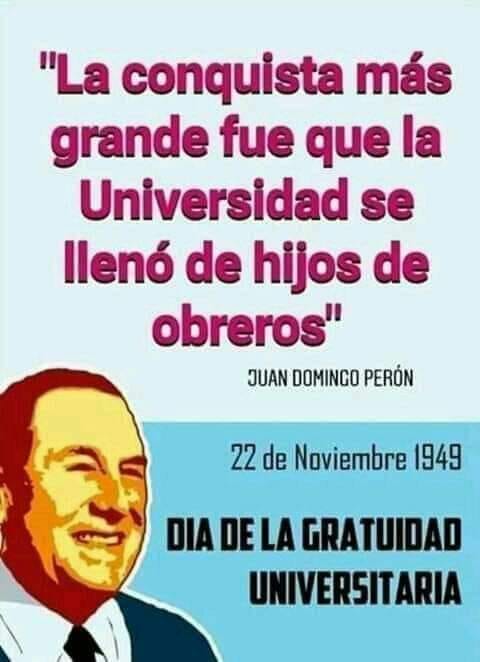 "La conquista más
grande fue que la
Universidad se
llenó de hijos de
obreros"
JUAN DOMINGO PERÓN
22 de Noviembre 1949
DIA DE LA GRATUIDAD
UNIVERSITARIA